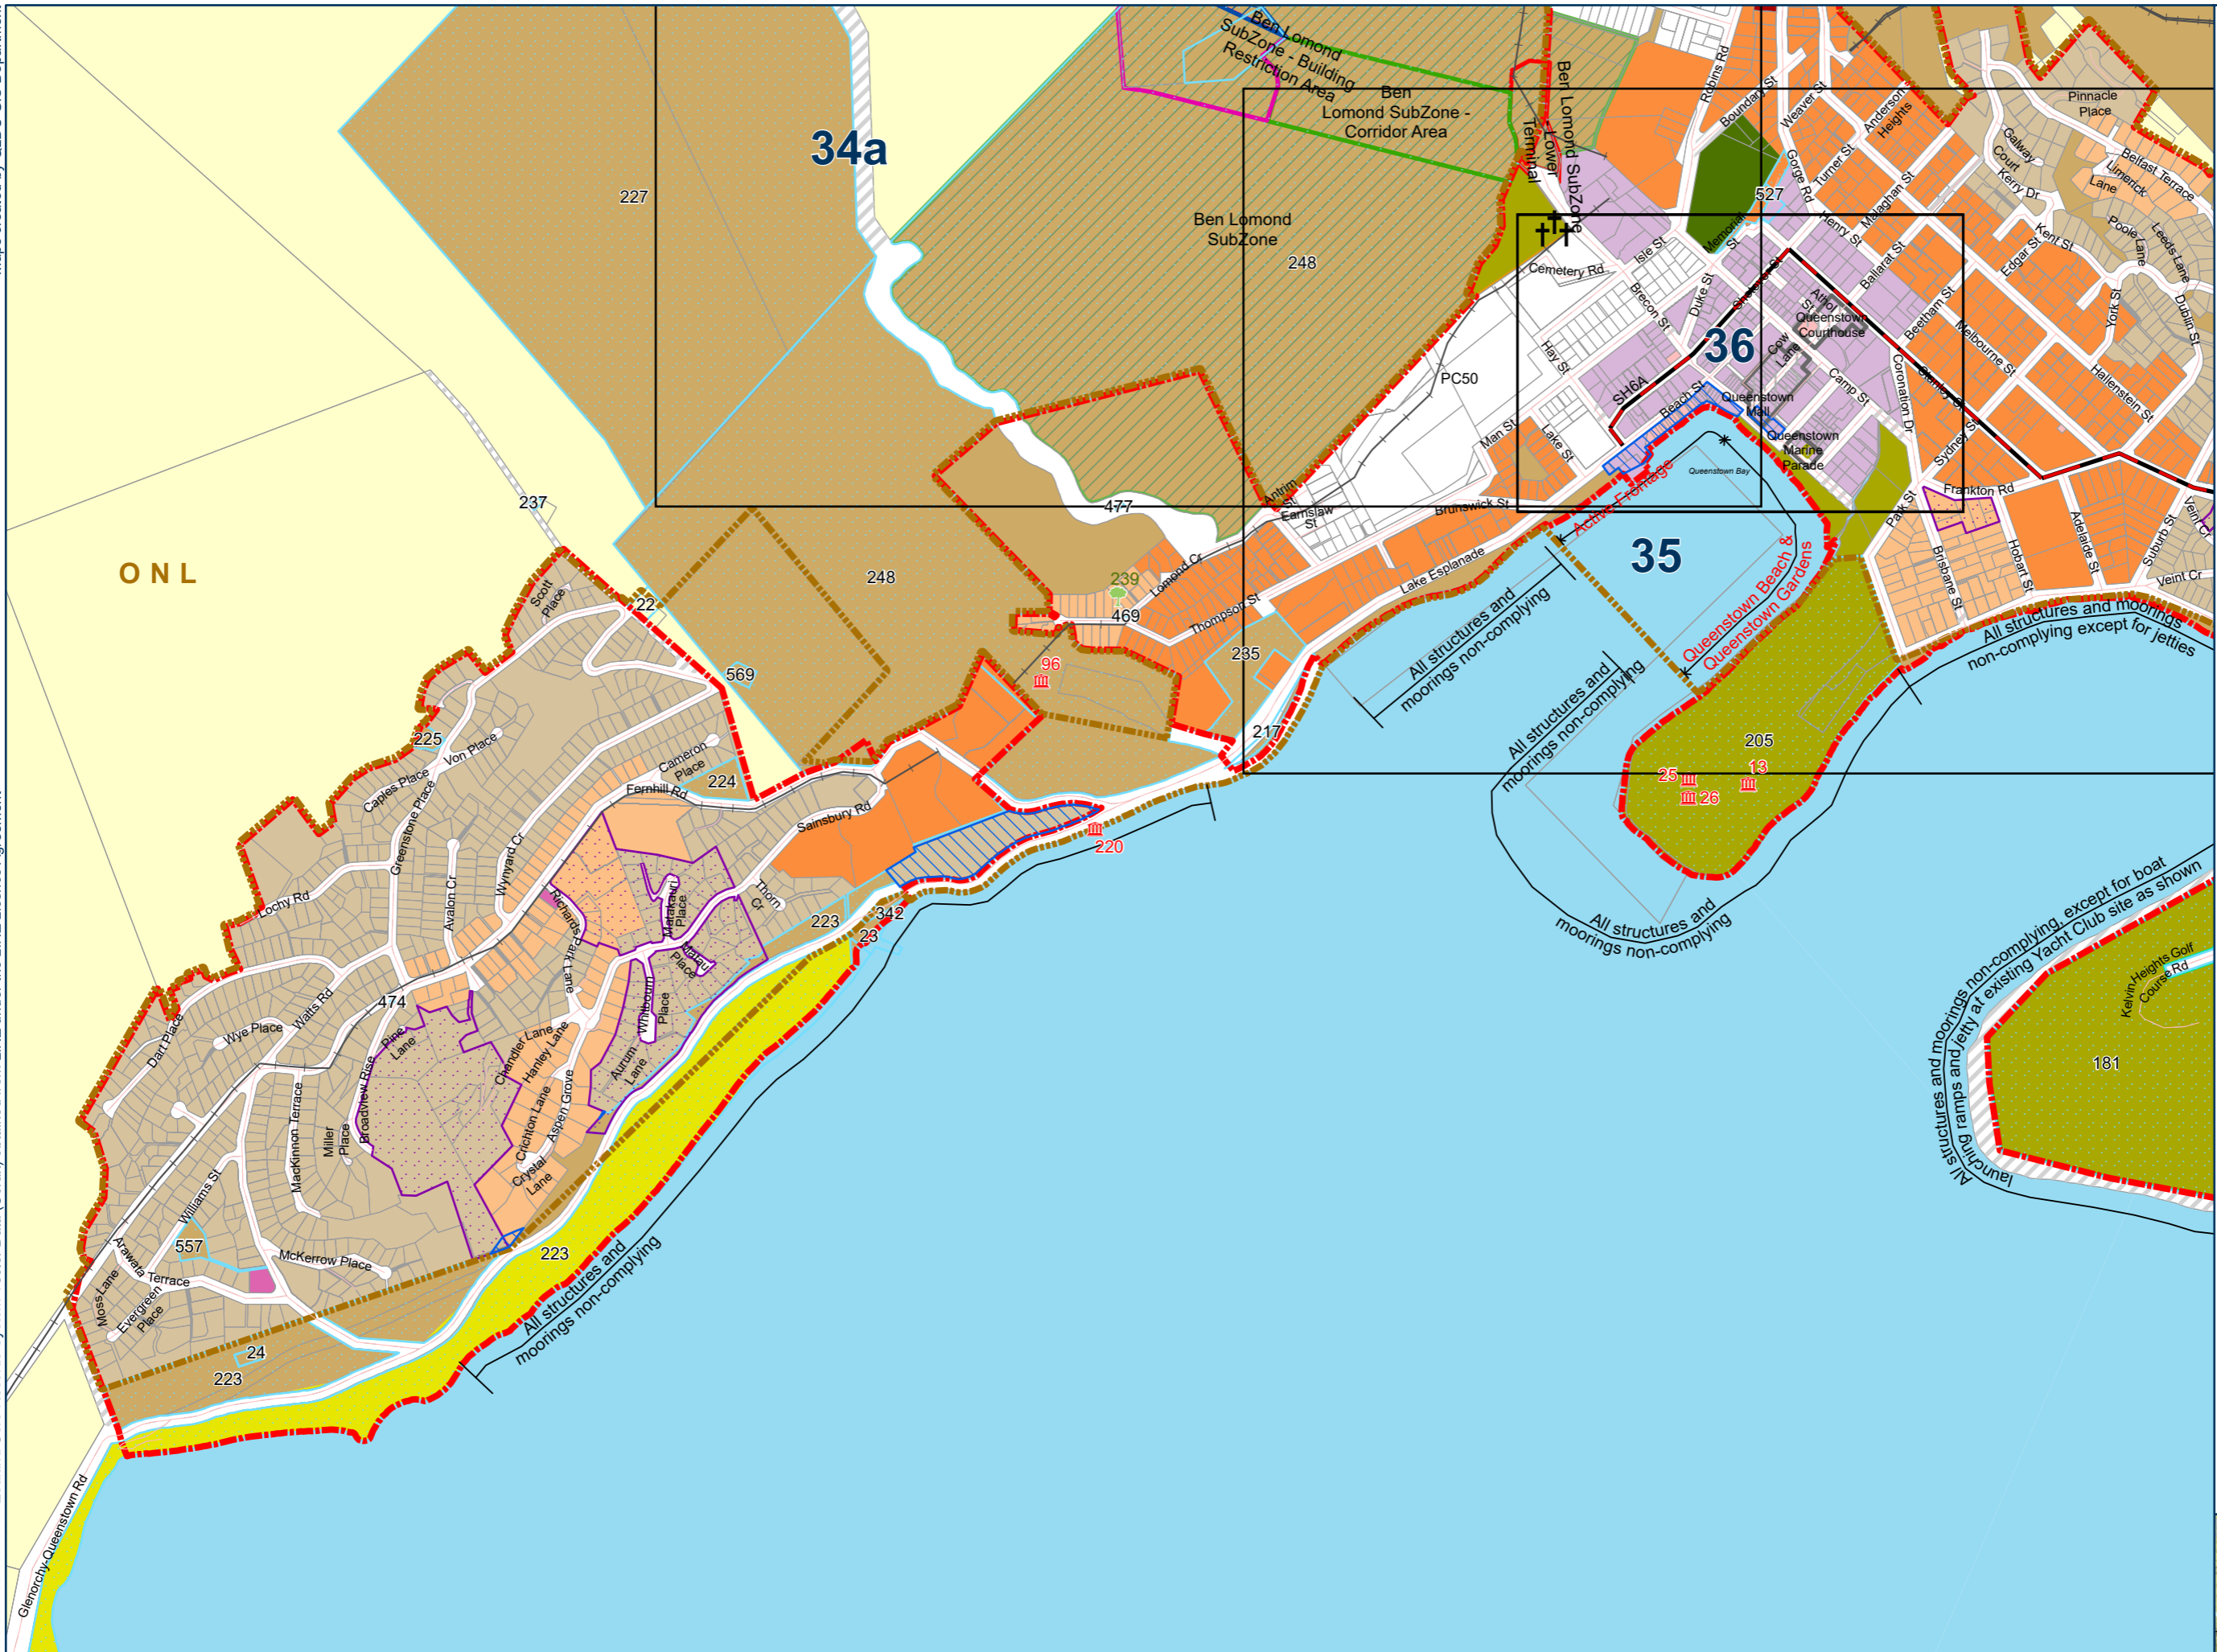 Ben Lomond
SubZone - Building
Restriction Area
Ben
Lomond SubZone -
Corridor Area
Ben Lomond SubZone
Lower
Terminal
34a
227
Ben Lomond
SubZone
248
Robins Rd
Boundary St
Weaver St
Anderson
Heights
Gorge Rd
Turner St
Malaghan St
527
Memorial
St
Henry St
Ballarat St
Isle St
Cemetery Rd
Brecon St
Duke St
Shotover St
Athol
St
Queenstown
Courthouse
Cow
Lane
36
Hay St
SH6A
Beach St
Queenstown
Mall
Camp St
Coronation Dr
Stanley St
Beetham St
Melbourne St
Edgar St
Kent St
York St
Dublin St
Hallenstein St
Sydney St
Pinnacle
Place
Galway
Court
Kerry Dr
Belfast Terrace
Limerick
Lane
Poole
Lane
Leeds Lane
PC50
Man St
Lake St
Queenstown
Marine
Parade
Queenstown Bay
Active Frontage
Antrim
St
Earnslaw
St
Brunswick St
Lake Esplanade
35
Park St
Frankton Rd
Adelaide St
Suburb St
Veint Cr
Veint Cr
Brisbane St
Hobart St
Queenstown Beach &
Queenstown Gardens
All structures and moorings
non-complying except for jetties
All structures and
moorings non-complying
All structures and
moorings non-complying
All structures and
moorings non-complying
205
25
13
26
237
O N L
477
248
239
Lomond Cr
469
Thompson St
235
96
217
22
569
Scott
Place
225
Von Place
Caples Place
Greenstone Place
Cameron
Place
Fernhill Rd
224
Sainsbury Rd
220
Lochy Rd
Avalon Cr
Wynyard Cr
Richards Park Lane
Matakauri
Place
Matau
Place
Thorn
Cr
223
342
23
Whitbourn
Place
Aurum
Lane
474
Dart Place
Wye Place
Watts Rd
Pine
Lane
Broadview Rise
Chandler Lane
Hanley Lane
Crichton Lane
Aspen Grove
Crystal
Lane
MacKinnon Terrace
Miller
Place
Williams St
557
Arawata Terrace
McKerrow Place
Moss Lane
Evergreen
Place
24
223
223
All structures and
moorings non-complying
Glenorchy-Queenstown Rd
All structures and moorings non-complying, except for boat
launching ramps and jetty at existing Yacht Club site as shown
Kelvin Heights Golf
Course Rd
181